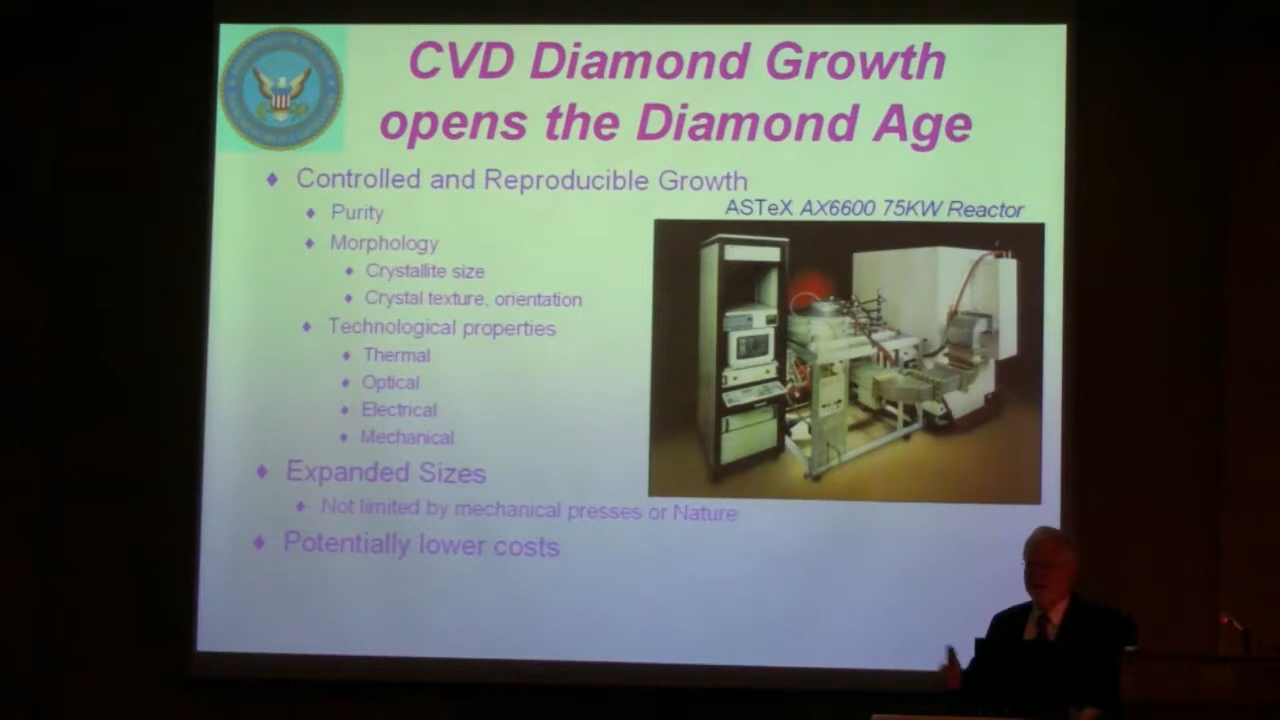 CVD Diamond Growth
opens the Diamond Age
Controlled and Reproducible Growth
ASTeX AX6600 75KW Reactor
Purity
Morphology
Crystallite size
Crystal texture, orientation
Technological properties
Thermal
Optical
Electrical
Mechanical
Expanded Sizes
Not limited by mechanical presses or Nature
Potentially lower costs